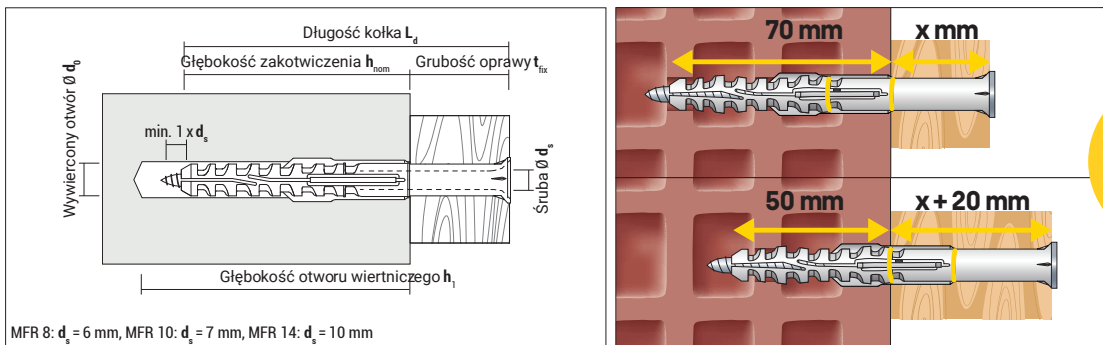 Długość kołka L_d
Głębokość zakotwiczenia h_nom
Grubość oprawy t_fix
Wywiercony otwór Ø d_0
min. 1 x d_s
Śruba Ø d_s
Głębokość otworu wiertniczego h_1
MFR 8: d_s = 6 mm, MFR 10: d_s = 7 mm, MFR 14: d_s = 10 mm
70 mm
x mm
50 mm
x + 20 mm